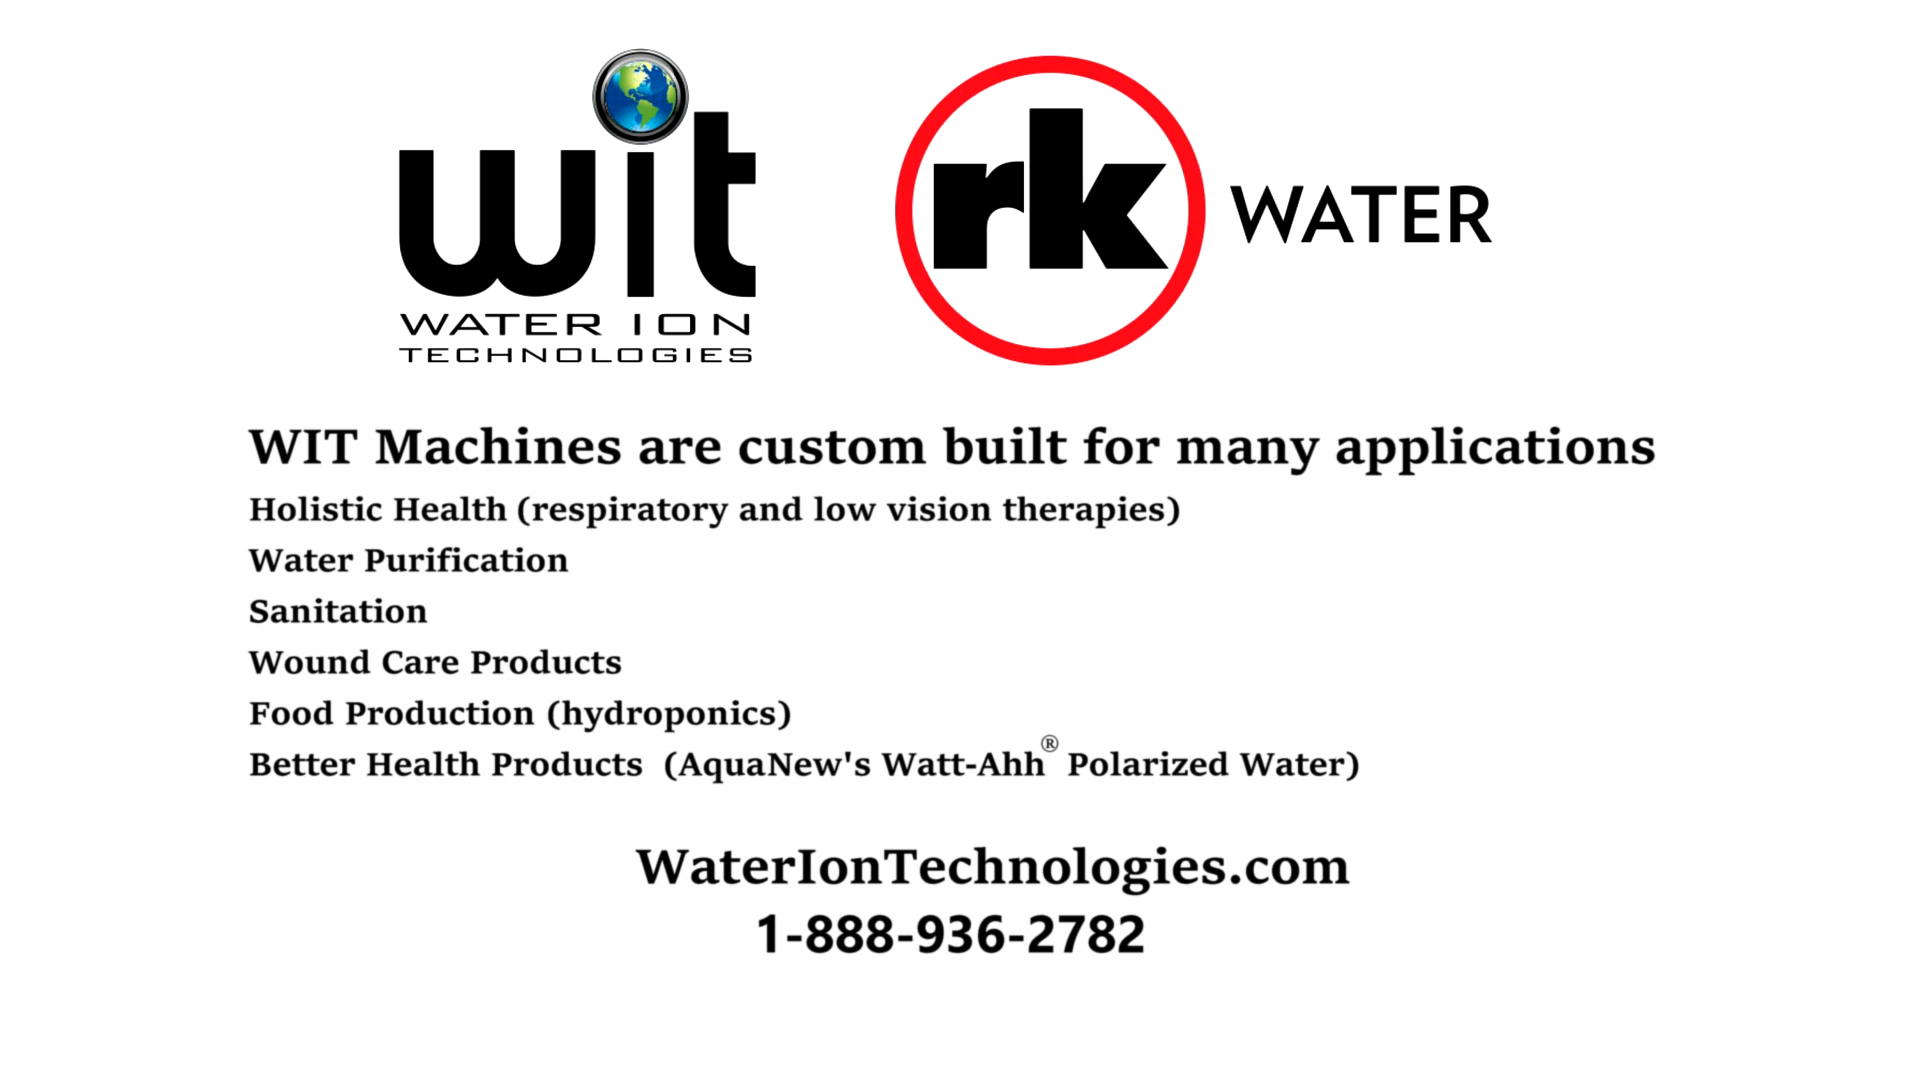 wit
WATER ION
TECHNOLOGIES
rk WATER
WIT Machines are custom built for many applications
Holistic Health (respiratory and low vision therapies)
Water Purification
Sanitation
Wound Care Products
Food Production (hydroponics)
Better Health Products (AquaNew's Watt-Ahh® Polarized Water)
WaterIonTechnologies.com
1-888-936-2782